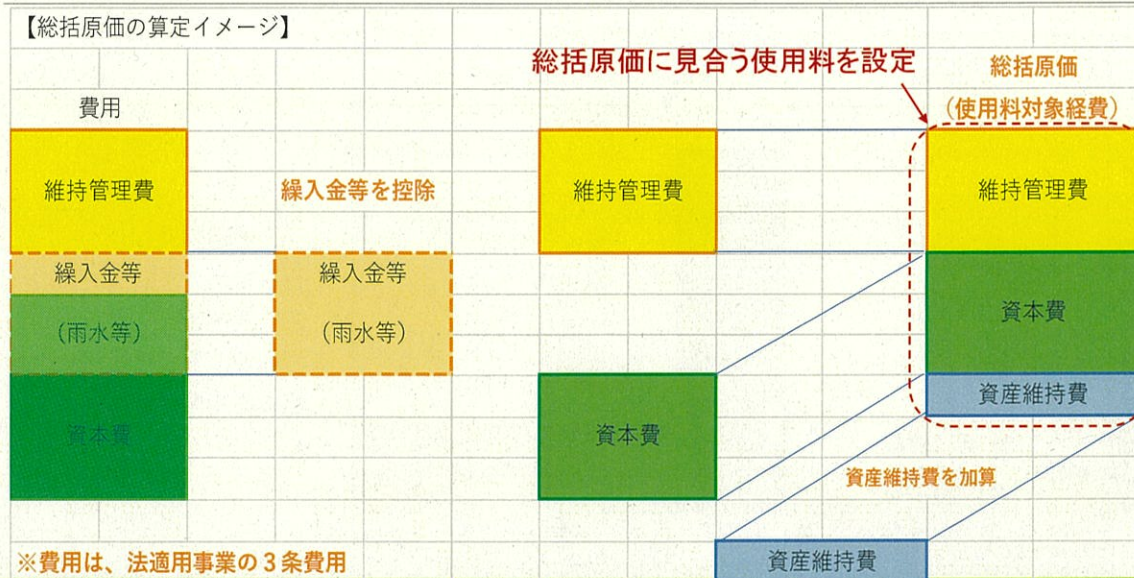 【総括原価の算定イメージ】
総括原価に見合う使用料を設定
総括原価
（使用料対象経費）
費用
維持管理費
繰入金等を控除
維持管理費
維持管理費
繰入金等
（雨水等）
繰入金等
（雨水等）
資本費
資本費
資本費
資産維持費
資産維持費を加算
資産維持費
※費用は、法適用事業の３条費用